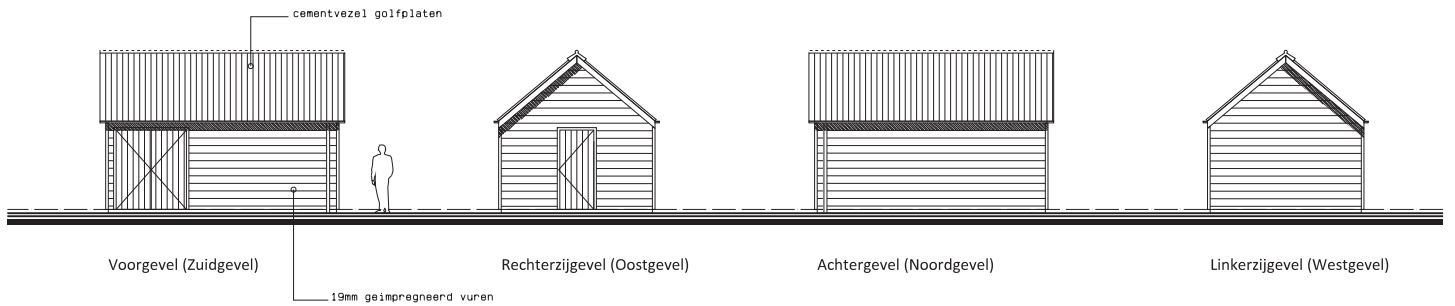 cementvezel golfplaten
Voorgevel (Zuidgevel)
Rechterzijgevel (Oostgevel)
Achtergevel (Noordgevel)
Linkerzijgevel (Westgevel)
19mm geimpregneerd vuren